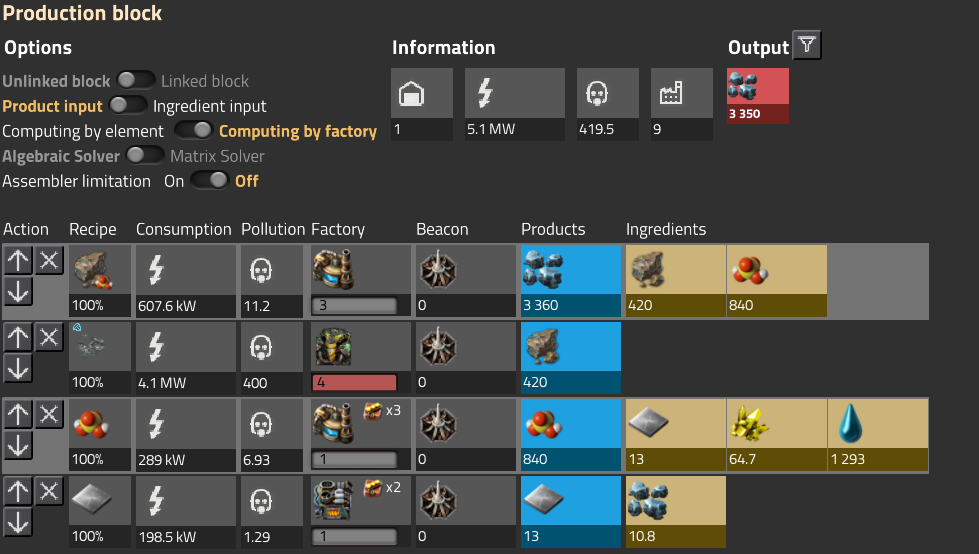 Production block
Options
Information
Output
Unlinked block Linked block
Product input Ingredient input
Computing by element Computing by factory
Algebraic Solver Matrix Solver
Assembler limitation On Off
1
5.1 MW
419.5
9
3 350
Action Recipe Consumption Pollution Factory Beacon Products Ingredients
100% 607.6 kW 11.2 3 0 3 360 420 840
100% 4.1 MW 400 4 0 420
x3
100% 289 kW 6.93 1 0 840 13 64.7 1 293
x2
100% 198.5 kW 1.29 1 0 13 10.8